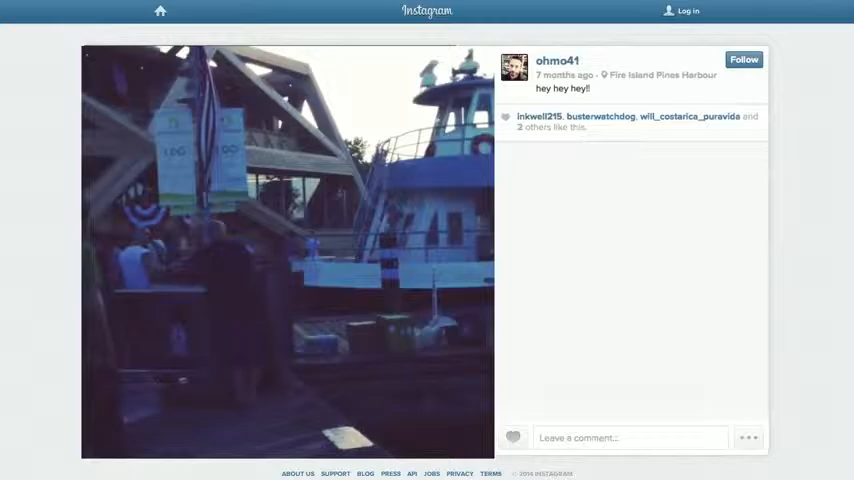 Instagram
Log in
ohmo41
Follow
7 months ago · Fire Island Pines Harbour
hey hey hey!!
inkwell215, busterwatchdog, will_costarica_puravida and
2 others like this.
I DO
Leave a comment...
ABOUT US SUPPORT BLOG PRESS API JOBS PRIVACY TERMS © 2014 INSTAGRAM